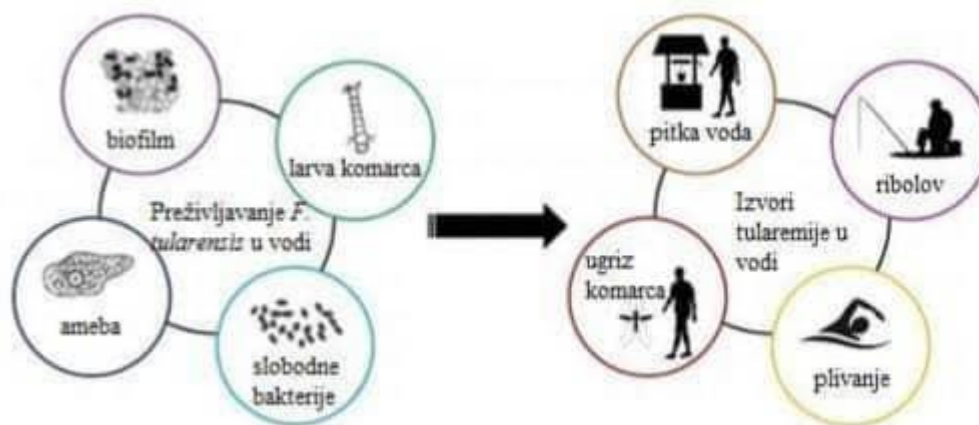 biofilm
larva komarca
Preživljavanje F.
tularensis u vodi
ameba
slobodne
bakterije
pitka voda
ribolov
Izvori
tularemije u
vodi
ugriz
komarca
plivanje